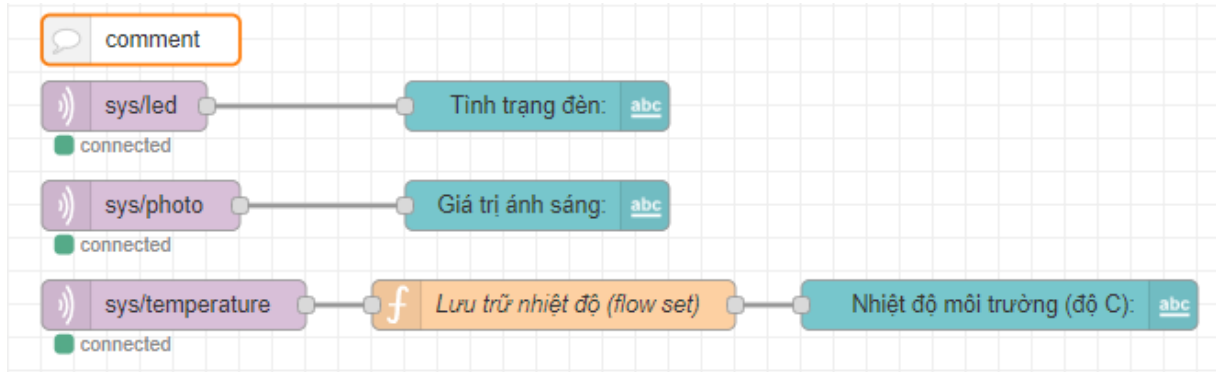 comment
sys/led Tình trạng đèn: abc
connected
sys/photo Giá trị ánh sáng: abc
connected
sys/temperature f Lưu trữ nhiệt độ (flow set) Nhiệt độ môi trường (độ C): abc
connected